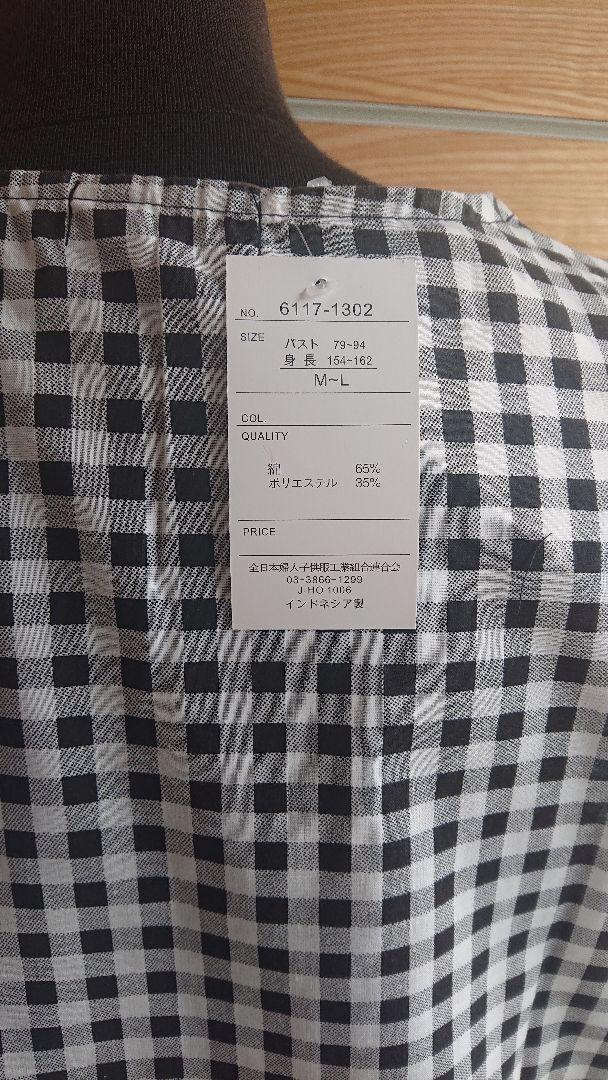 NO. 6117-1302
SIZE
バスト 79~94
身長 154~162
M~L
COL.
QUALITY
綿 65%
ポリエステル 35%
PRICE
全日本婦人子供服工業組合連合会
03-3866-1299
J-HO 1006
インドネシア製